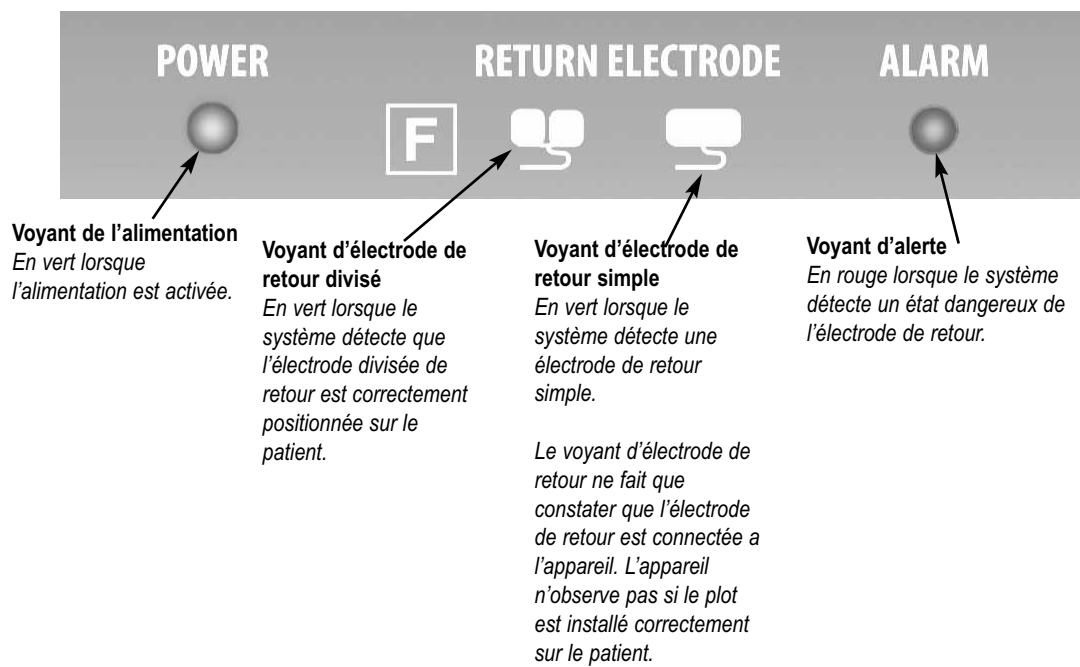 POWER
RETURN ELECTRODE
ALARM
F
Voyant de l’alimentation
En vert lorsque
l’alimentation est activée.
Voyant d’électrode de
retour divisé
En vert lorsque le
système détecte que
l’électrode divisée de
retour est correctement
positionnée sur le
patient.
Voyant d’électrode de
retour simple
En vert lorsque le
système détecte une
électrode de retour
simple.
Le voyant d’électrode de
retour ne fait que
constater que l’électrode
de retour est connectée a
l’appareil. L’appareil
n’observe pas si le plot
est installé correctement
sur le patient.
Voyant d’alerte
En rouge lorsque le système
détecte un état dangereux de
l’électrode de retour.